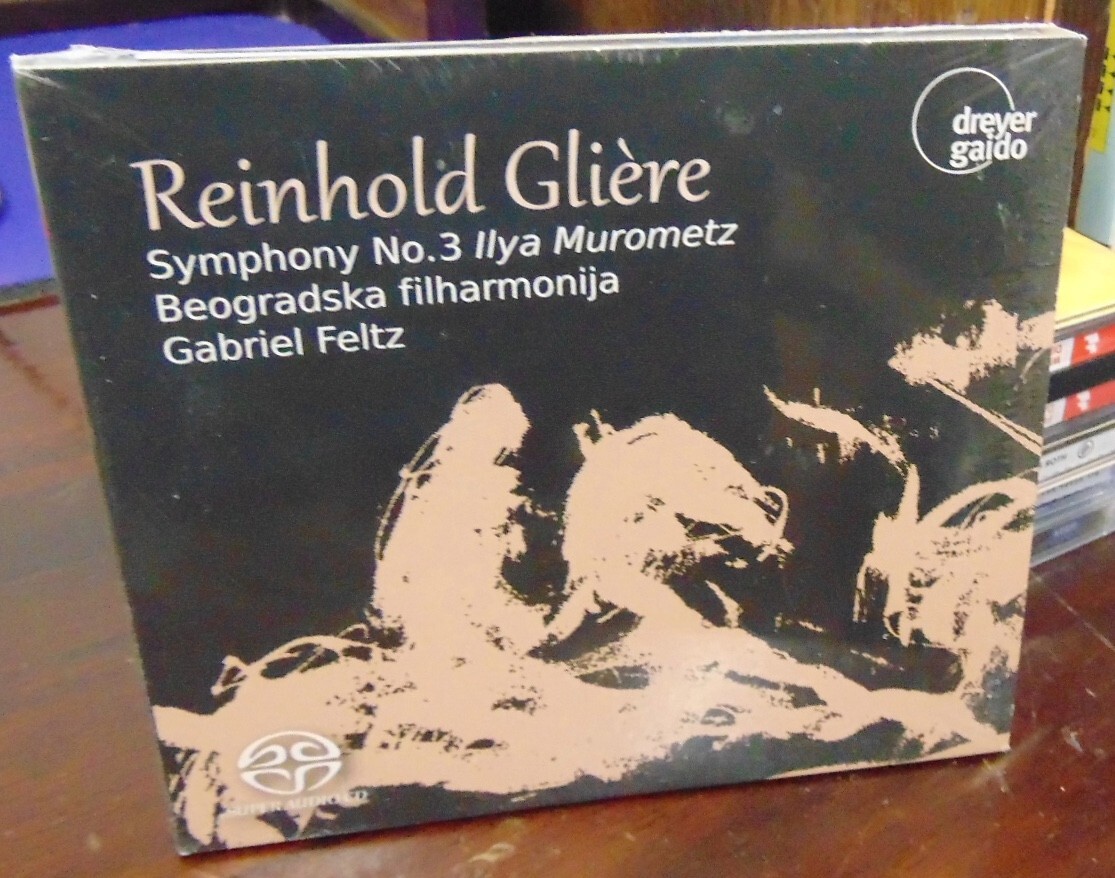 dreyer
gaido
Reinhold Glière
Symphony No.3 Ilya Murometz
Beogradska filharmonija
Gabriel Feltz
SUPER AUDIO CD